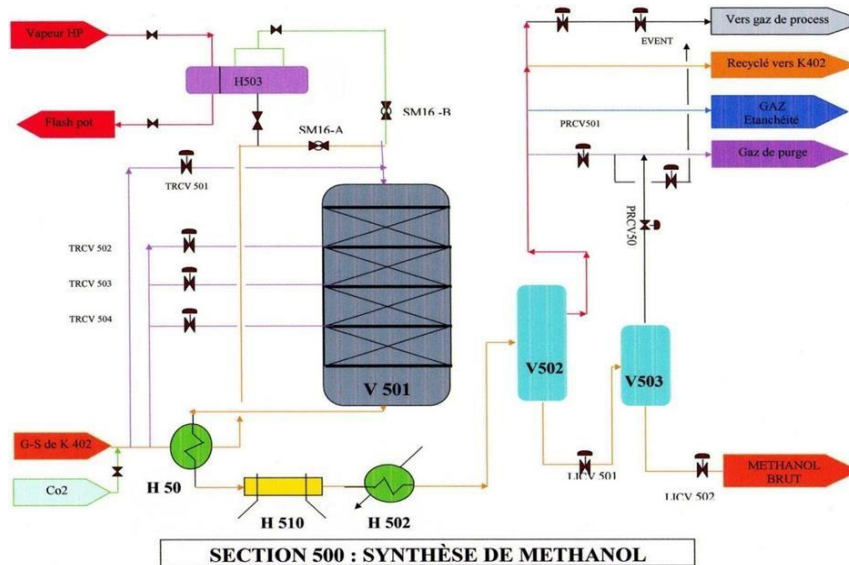 Vapeur HP
Flash pot
H503
SM16-A
SM16 -B
TRCV 501
TRCV 502
TRCV 503
TRCV 504
V 501
G-S de K 402
Co2
H 50
H 510
H 502
V502
V503
LICV 501
LICV 502
PRCV50
PRCV501
EVENT
Vers gaz de process
Recyclé vers K402
GAZ
Etanchéité
Gaz de purge
METHANOL
BRUT
SECTION 500 : SYNTHÈSE DE METHANOL